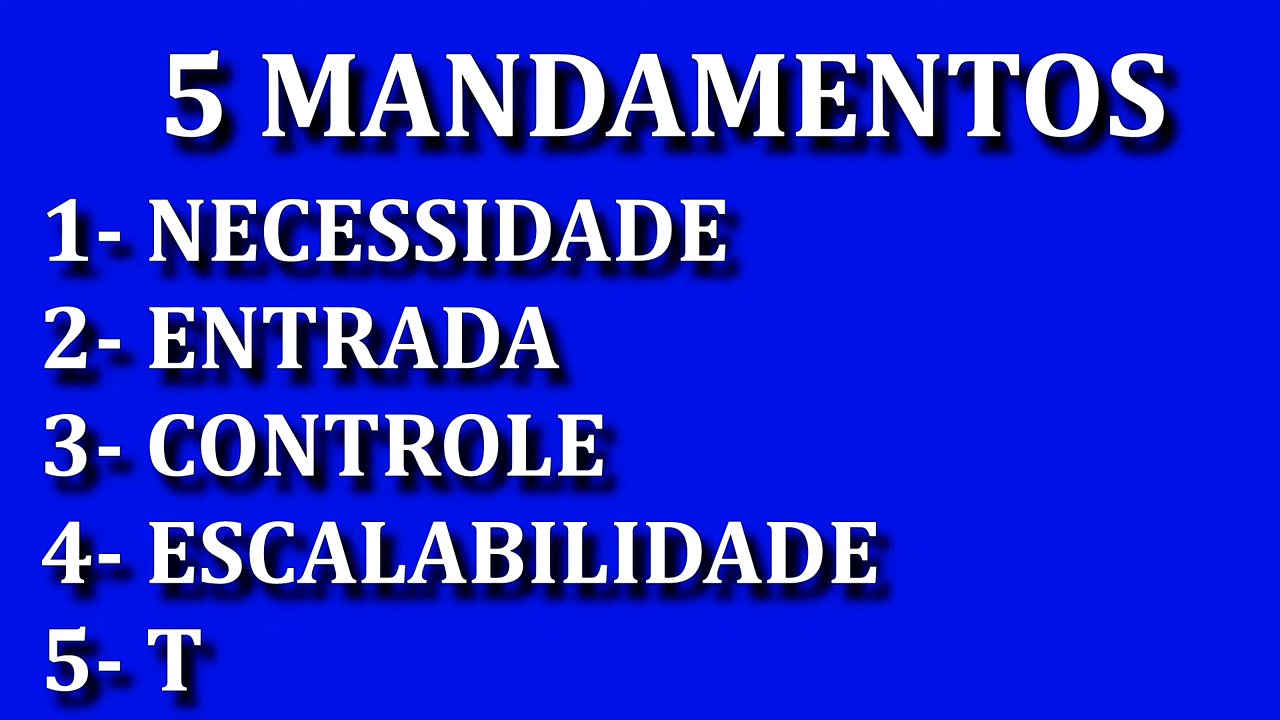 5 MANDAMENTOS
1- NECESSIDADE
2- ENTRADA
3- CONTROLE
4- ESCALABILIDADE
5- T